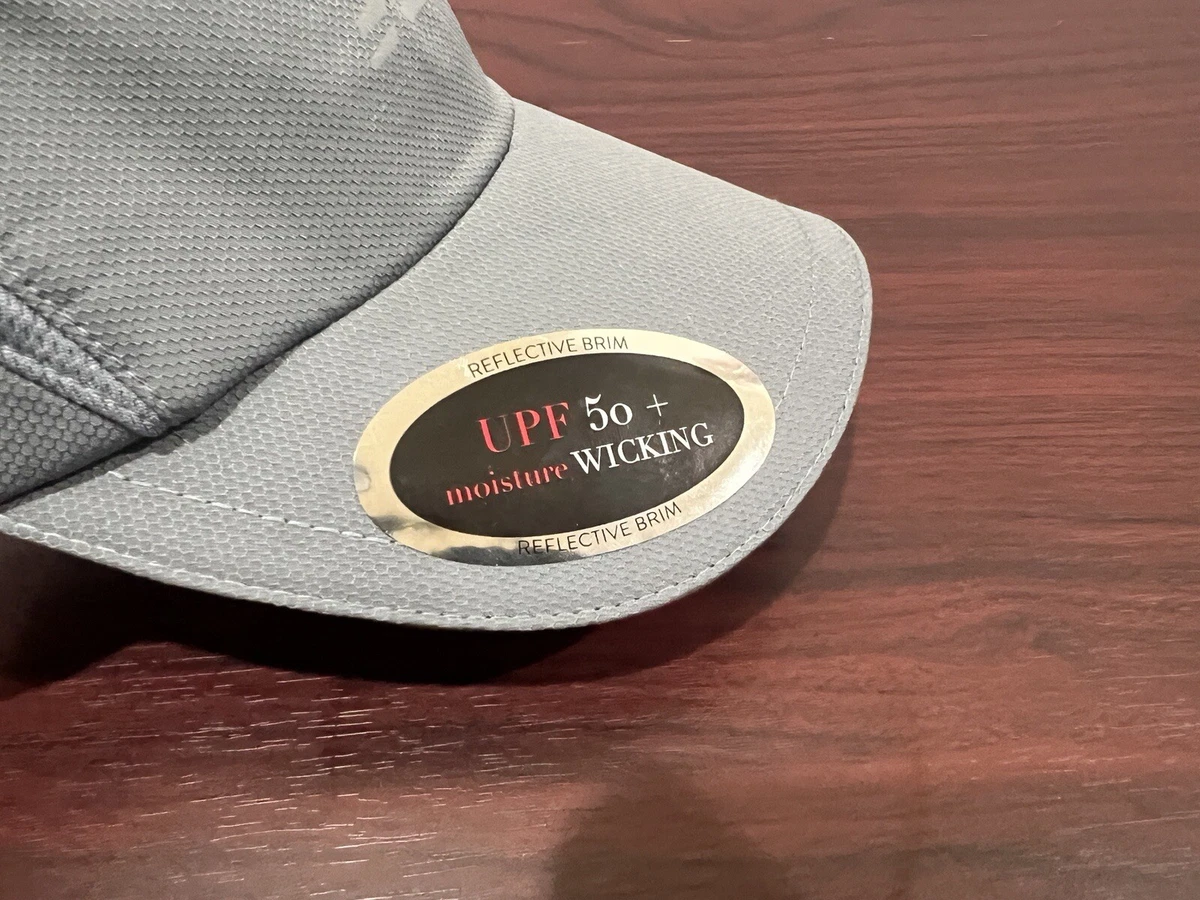 REFLECTIVE BRIM
UPF 50 +
moisture WICKING
REFLECTIVE BRIM